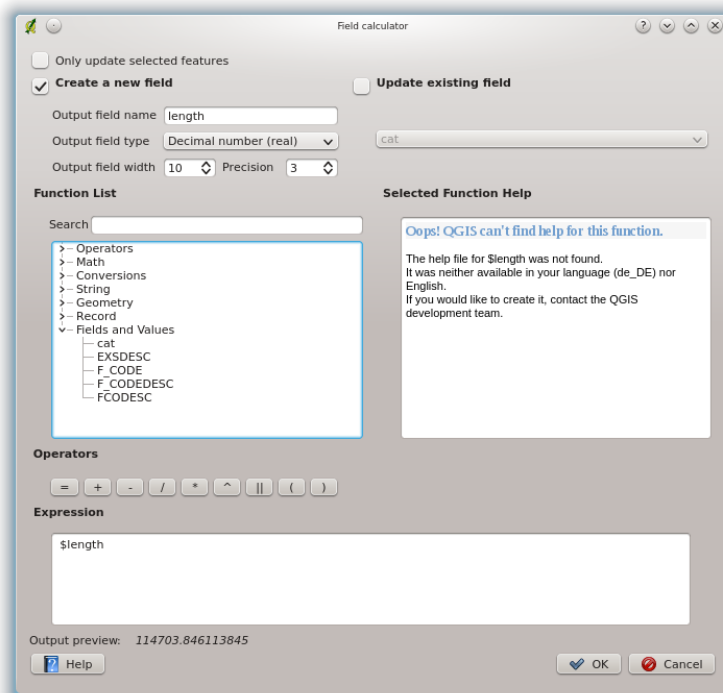 Field calculator
Only update selected features
Create a new field
Update existing field
Output field name length
Output field type Decimal number (real)
cat
Output field width 10 Precision 3
Function List
Selected Function Help
Search
Operators
Math
Conversions
String
Geometry
Record
Fields and Values
cat
EXSDESC
F_CODE
F_CODEDESC
FCODESC
Oops! QGIS can't find help for this function.
The help file for $length was not found.
It was neither available in your language (de_DE) nor
English.
If you would like to create it, contact the QGIS
development team.
Operators
= + - / * ^ || ( )
Expression
$length
Output preview: 114703.846113845
Help
OK
Cancel